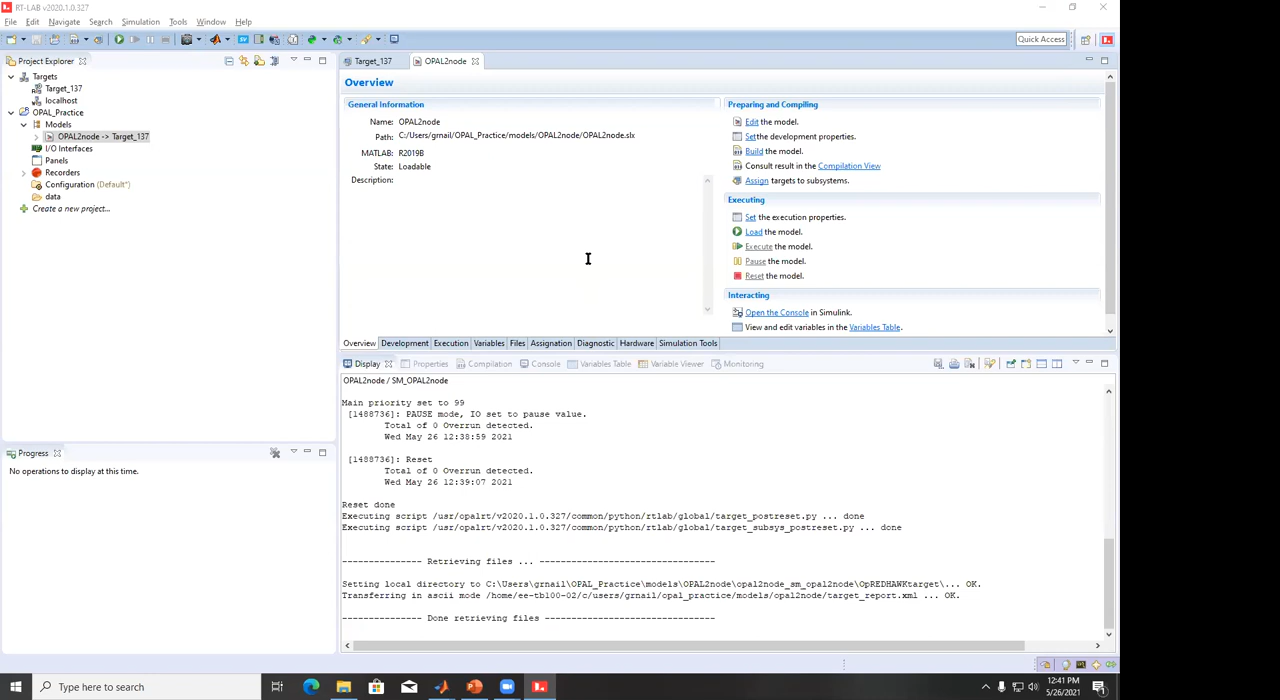 RT-LAB v2020.1.0.327
File Edit Navigate Search Simulation Tools Window Help
Quick Access
Project Explorer
Targets
Target_137
localhost
OPAL_Practice
Models
OPAL2node -> Target_137
I/O Interfaces
Panels
Recorders
Configuration (Default*)
data
Create a new project...
Progress
No operations to display at this time.
Target_137 OPAL2node
Overview
General Information
Name: OPAL2node
Path: C:/Users/grnail/OPAL_Practice/models/OPAL2node/OPAL2node.slx
MATLAB: R2019B
State: Loadable
Description:
Preparing and Compiling
Edit the model.
Set the development properties.
Build the model.
Consult result in the Compilation View
Assign targets to subsystems.
Executing
Set the execution properties.
Load the model.
Execute the model.
Pause the model.
Reset the model.
Interacting
Open the Console in Simulink.
View and edit variables in the Variables Table.
Overview Development Execution Variables Files Assignation Diagnostic Hardware Simulation Tools
Display Properties Compilation Console Variables Table Variable Viewer Monitoring
OPAL2node / SM_OPAL2node
Main priority set to 99
[1488736]: PAUSE mode, IO set to pause value.
Total of 0 Overrun detected.
Wed May 26 12:38:59 2021
[1488736]: Reset
Total of 0 Overrun detected.
Wed May 26 12:39:07 2021
Reset done
Executing script /usr/opalrt/v2020.1.0.327/common/python/rtlab/global/target_postreset.py ... done
Executing script /usr/opalrt/v2020.1.0.327/common/python/rtlab/global/target_subsys_postreset.py ... done
--------------- Retrieving files ... ---------------------------------
Setting local directory to C:\Users\grnail\OPAL_Practice\models\OPAL2node\opal2node_sm_opal2node\OpREDHAWKtarget\... OK.
Transferring in ascii mode /home/ee-tb100-02/c/users/grnail/opal_practice/models/opal2node/target_report.xml ... OK.
--------------- Done retrieving files --------------------------------
Type here to search
12:41 PM
5/26/2021